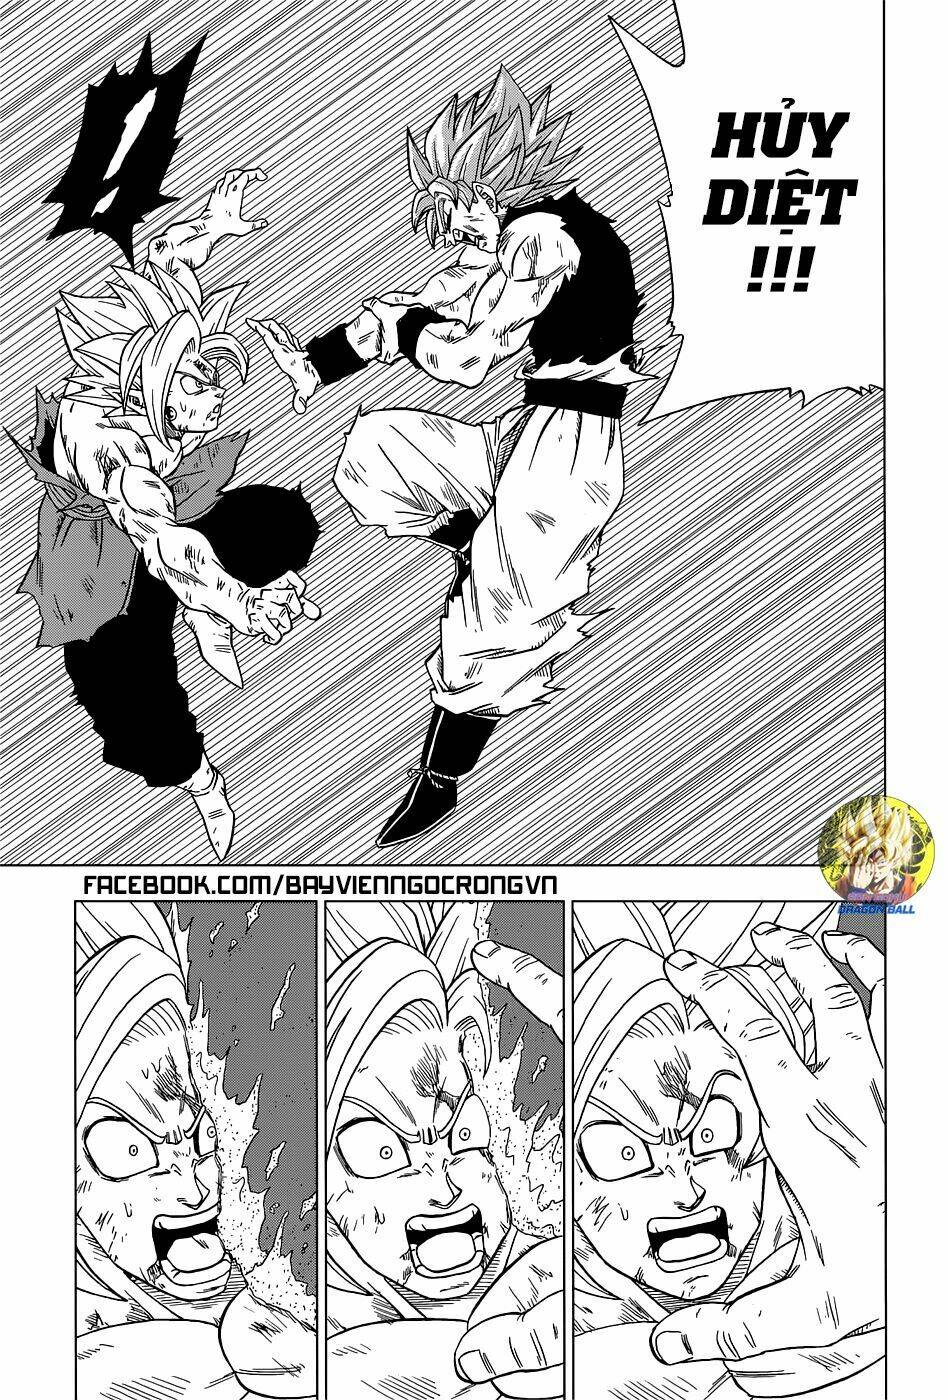 HỦY
DIỆT
!!!
!
FACEBOOK.COM/BAYVIENNGOCRONGVN
DRAGON BALL